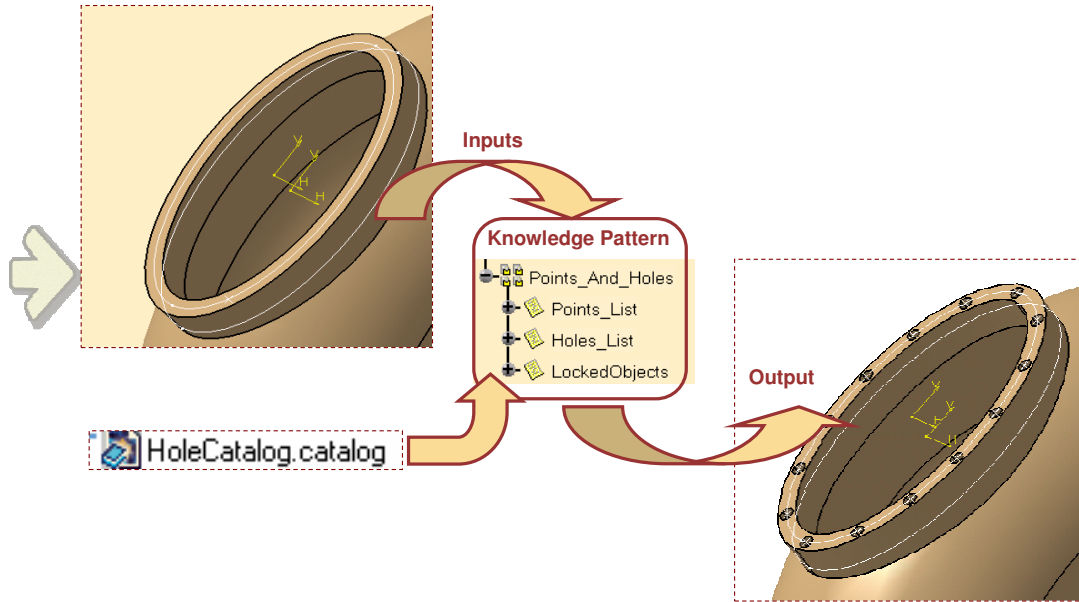 Inputs
Knowledge Pattern
Points_And_Holes
Points_List
Holes_List
LockedObjects
Output
HoleCatalog.catalog
V
V
H
H
V
V
H